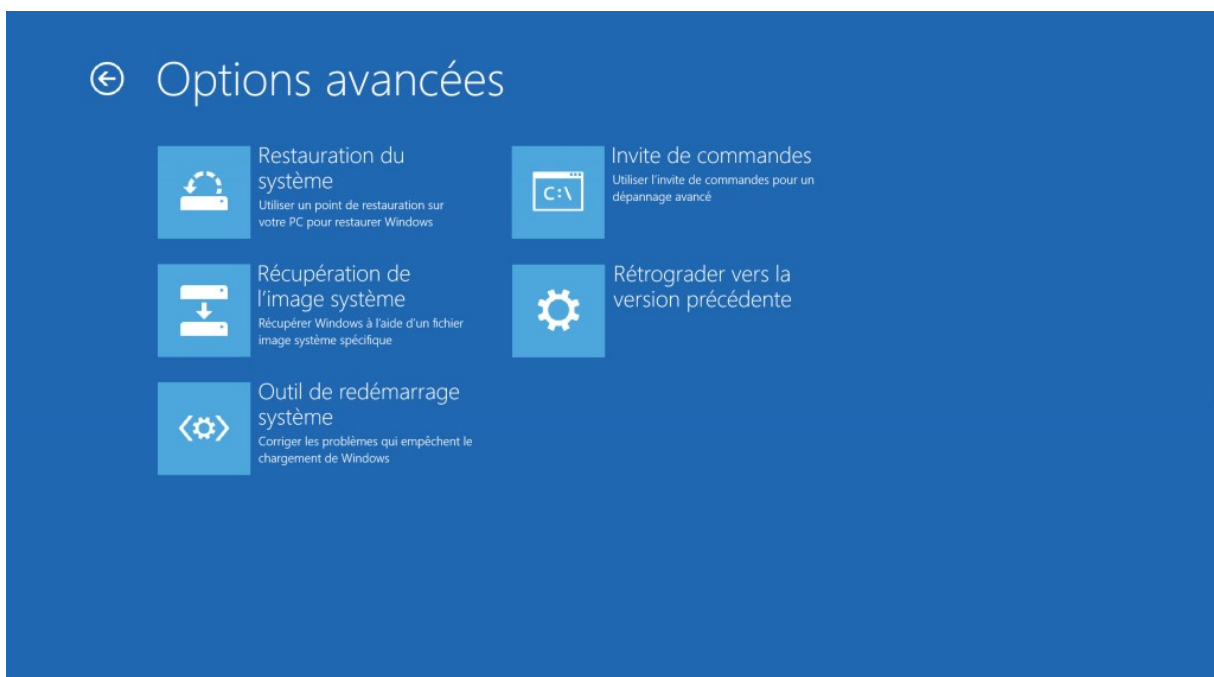 Options avancées
Restauration du
système
Utiliser un point de restauration sur
votre PC pour restaurer Windows
Récupération de
l'image système
Récupérer Windows à l'aide d'un fichier
image système spécifique
Outil de redémarrage
système
Corriger les problèmes qui empêchent le
chargement de Windows
C:\
Invite de commandes
Utiliser l'invite de commandes pour un
dépannage avancé
Rétrograder vers la
version précédente